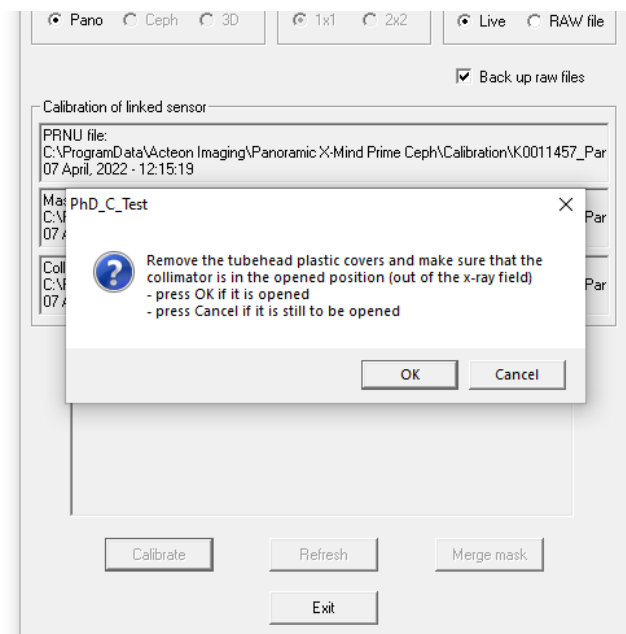 Pano Ceph 3D 1x1 2x2 Live RAW file
Back up raw files
Calibration of linked sensor
PRNU file:
C:\ProgramData\Acteon Imaging\Panoramic X-Mind Prime Ceph\Calibration\K0011457_Par
07 April, 2022 - 12:15:19
PhD_C_Test
Par
Remove the tubehead plastic covers and make sure that the
collimator is in the opened position (out of the x-ray field)
- press OK if it is opened
- press Cancel if it is still to be opened
Par
OK Cancel
Calibrate Refresh Merge mask
Exit